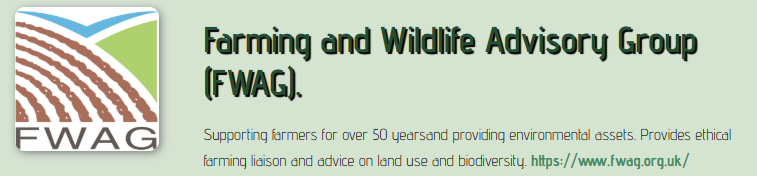 Farming and Wildlife Advisory Group
(FWAG).
FWAG
Supporting farmers for over 50 yearsand providing environmental assets. Provides ethical
farming liaison and advice on land use and biodiversity. https://www.fwag.org.uk/